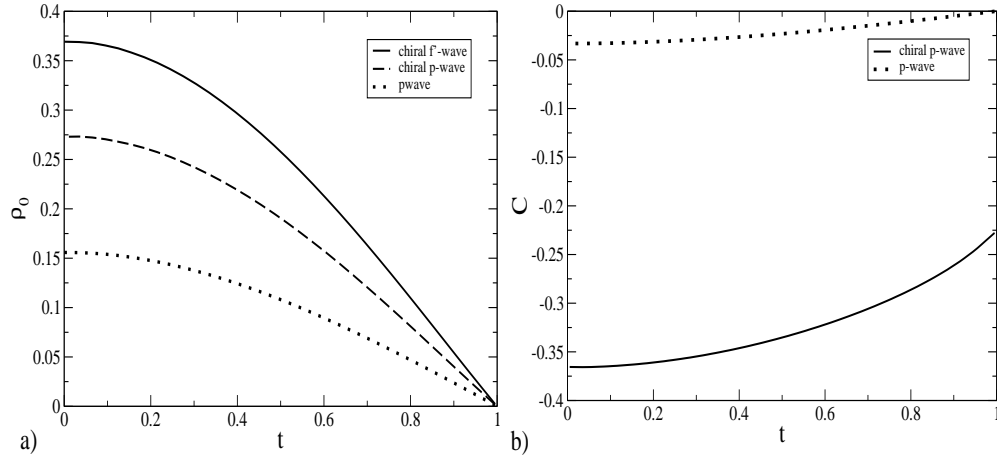 0.4
0.35
0.3
0.25
0.2
0.15
0.1
0.05
0
ρ0
0 0.2 0.4 0.6 0.8 1
t
a)
chiral f'-wave
chiral p-wave
pwave
0
-0.05
-0.1
-0.15
-0.2
-0.25
-0.3
-0.35
-0.4
C
0 0.2 0.4 0.6 0.8 1
t
b)
chiral p-wave
p-wave